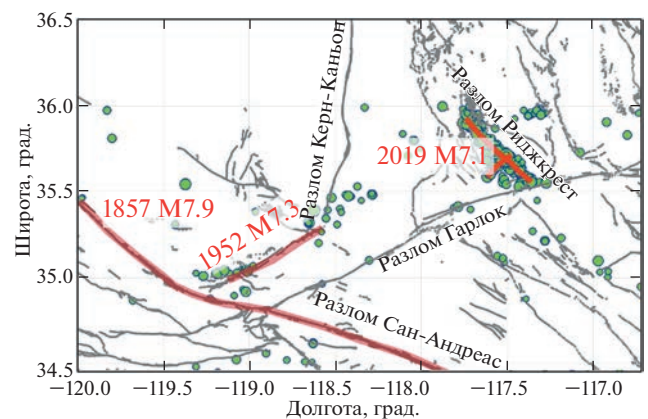 36.5
36.0
35.5
35.0
34.5
Широта, град.
Разлом Керн-Каньон
Разлом Риджкрест
2019 M7.1
1857 M7.9
1952 M7.3
Разлом Гарлок
Разлом Сан-Андреас
−120.0
−119.5
−119.0
−118.5
−118.0
−117.5
−117.0
Долгота, град.